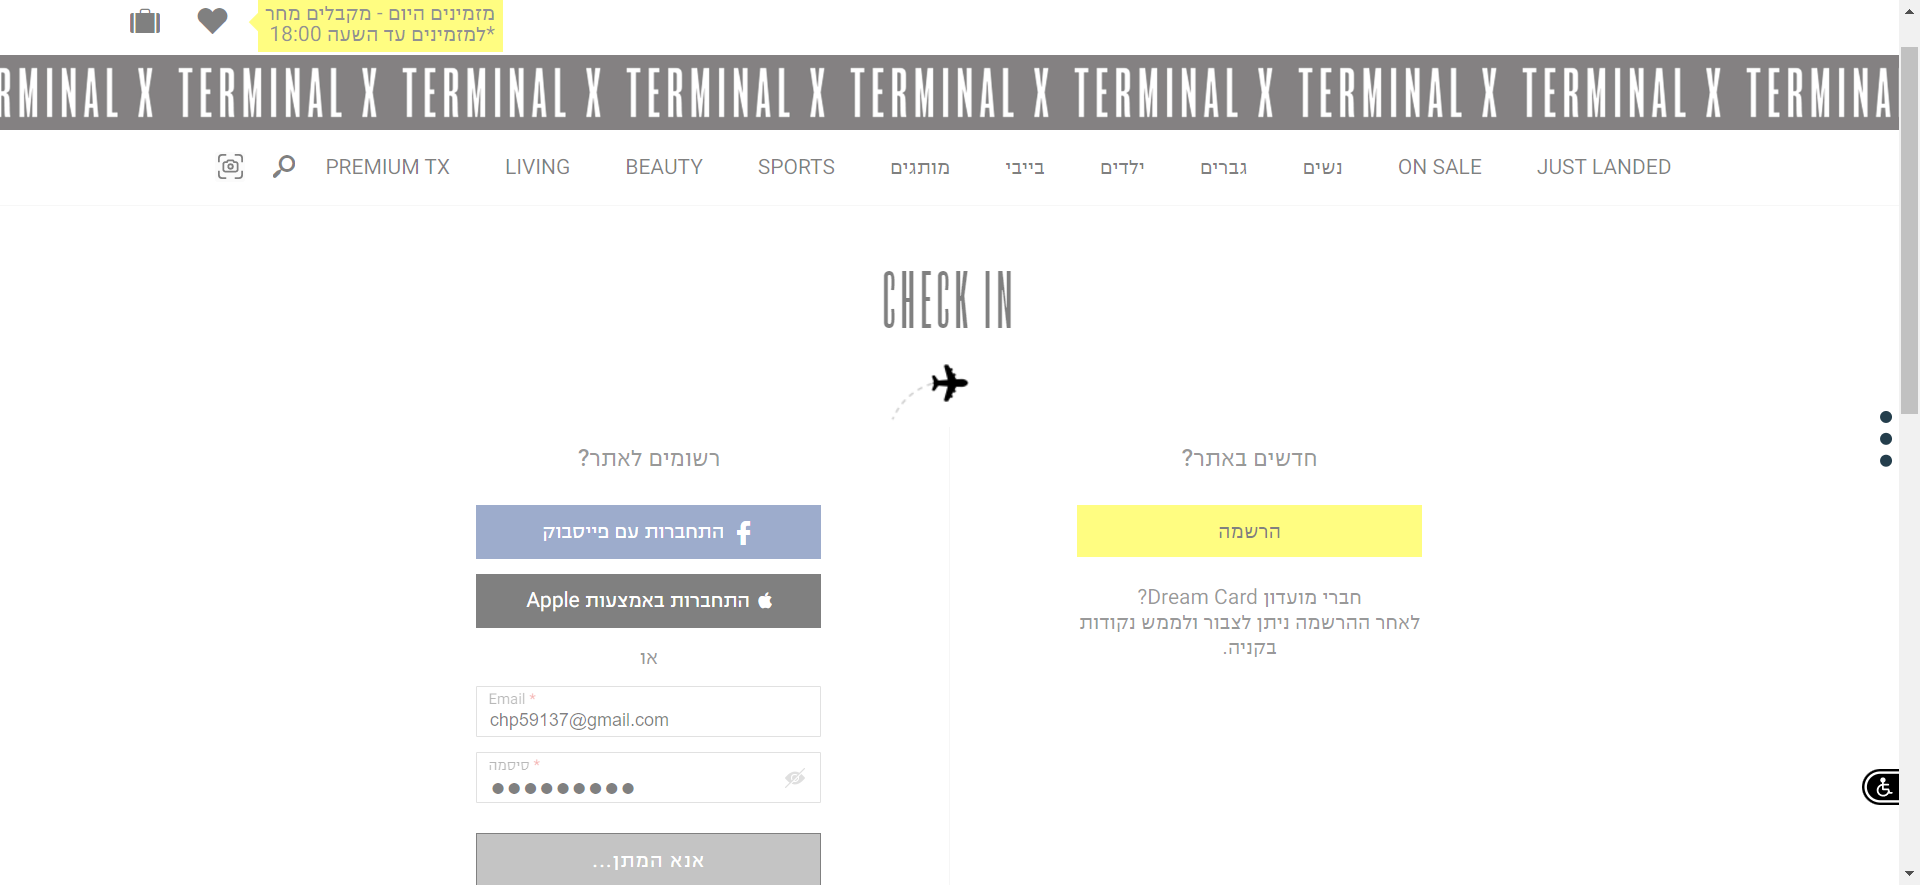 מזמינים היום - מקבלים מחר
*למזמינים עד השעה 18:00
RMINAL X TERMINAL X TERMINAL X TERMINAL X TERMINAL X TERMINAL X TERMINAL X TERMINAL X TERMINA
PREMIUM TX LIVING BEAUTY SPORTS מותגים בייבי ילדים גברים נשים ON SALE JUST LANDED
CHECK IN
חדשים באתר?
הרשמה
חברי מועדון Dream Card?
לאחר ההרשמה ניתן לצבור ולממש נקודות
בקניה.
רשומים לאתר?
התחברות עם פייסבוק
התחברות באמצעות Apple
או
Email *
chp59137@gmail.com
סיסמה *
אנא המתן...